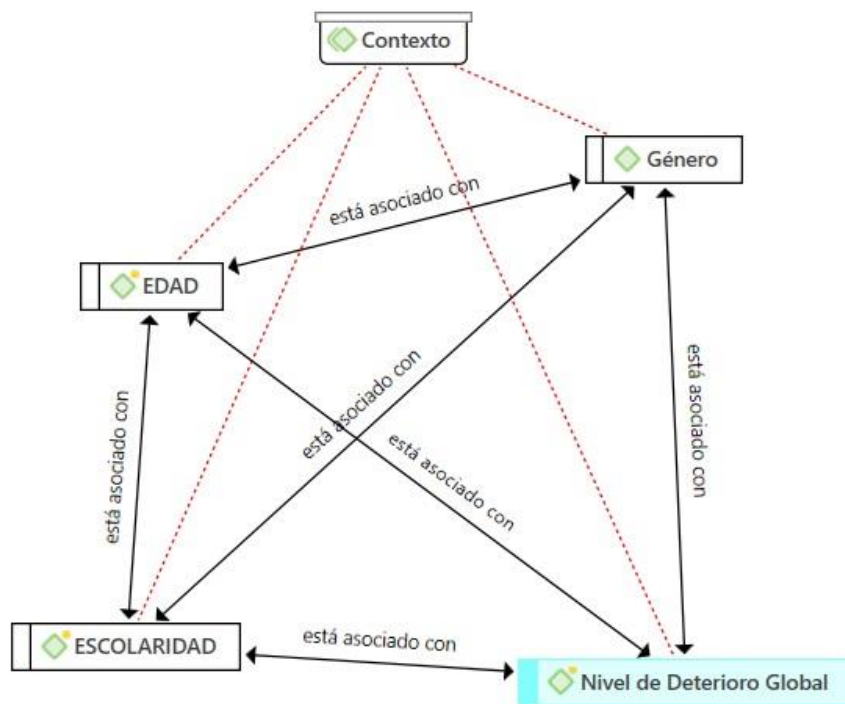 Contexto
Género
está asociado con
EDAD
está asociado con
está asociado con
está asociado con
está asociado con
ESCOLARIDAD
está asociado con
Nivel de Deterioro Global